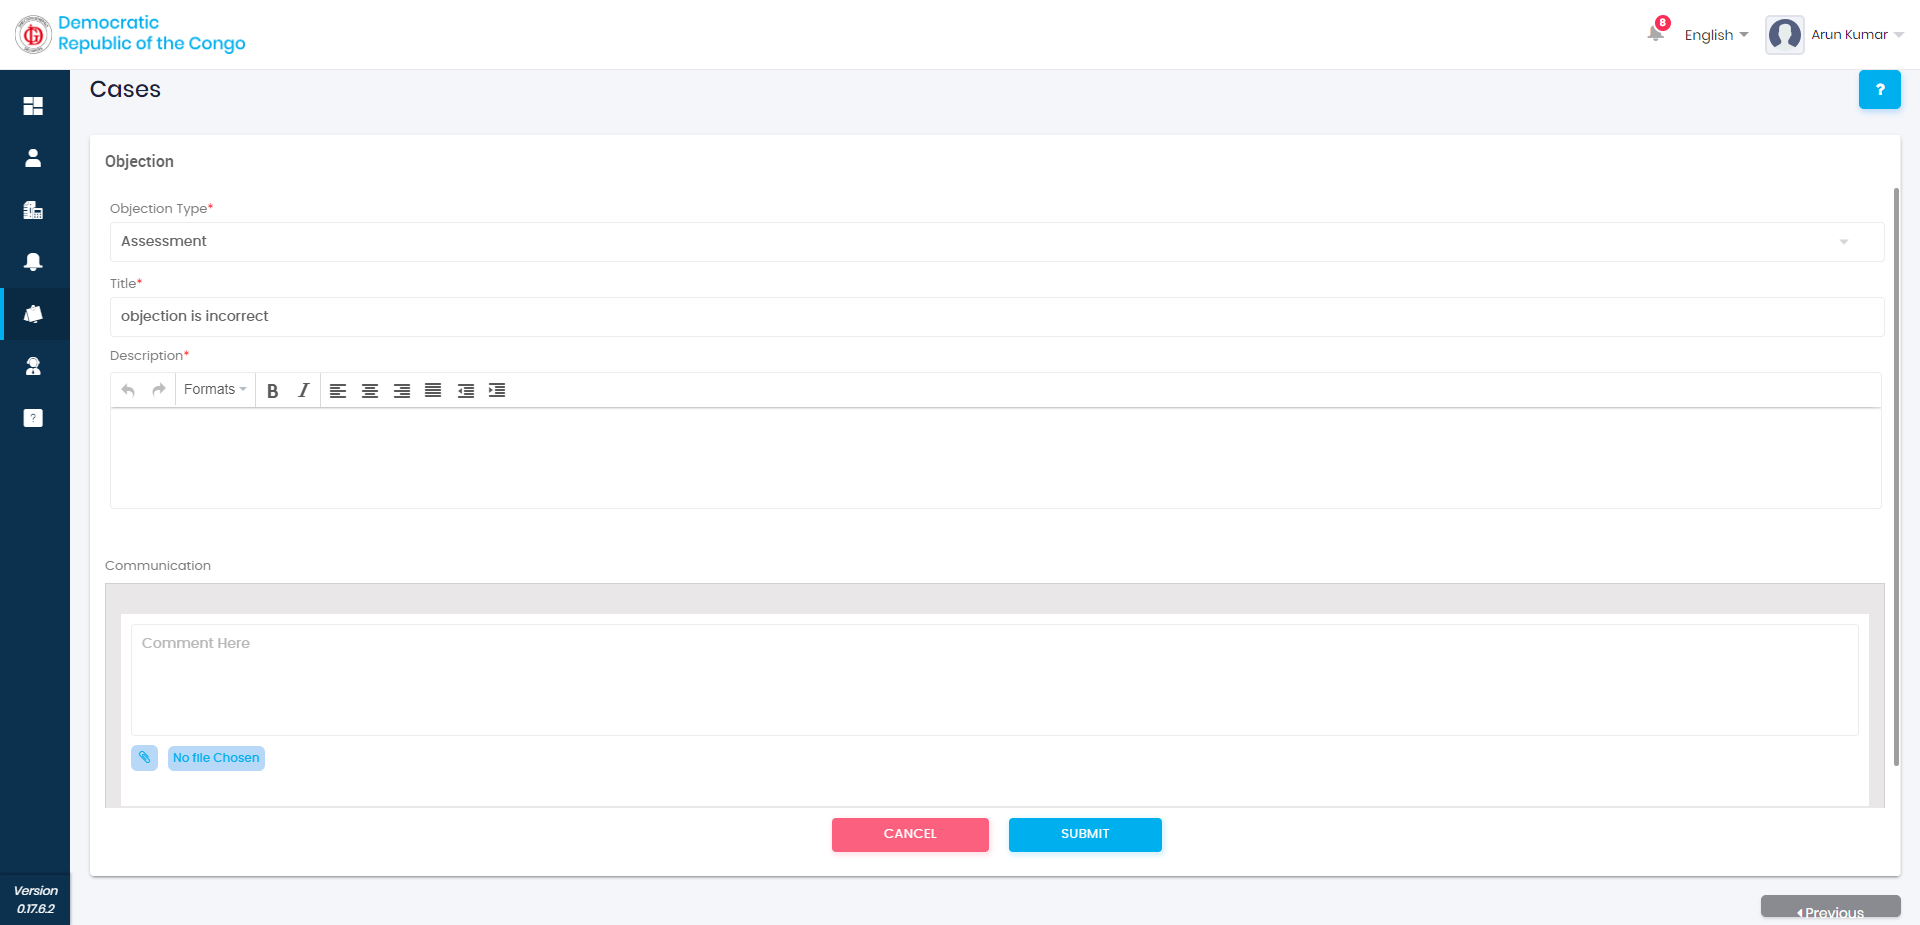 Democratic
Republic of the Congo
8
English
Arun Kumar
Cases
?
Objection
Objection Type*
Assessment
Title*
objection is incorrect
Description*
Formats
B I
Communication
Comment Here
No file Chosen
CANCEL
SUBMIT
?
Version
0.17.6.2
Previous